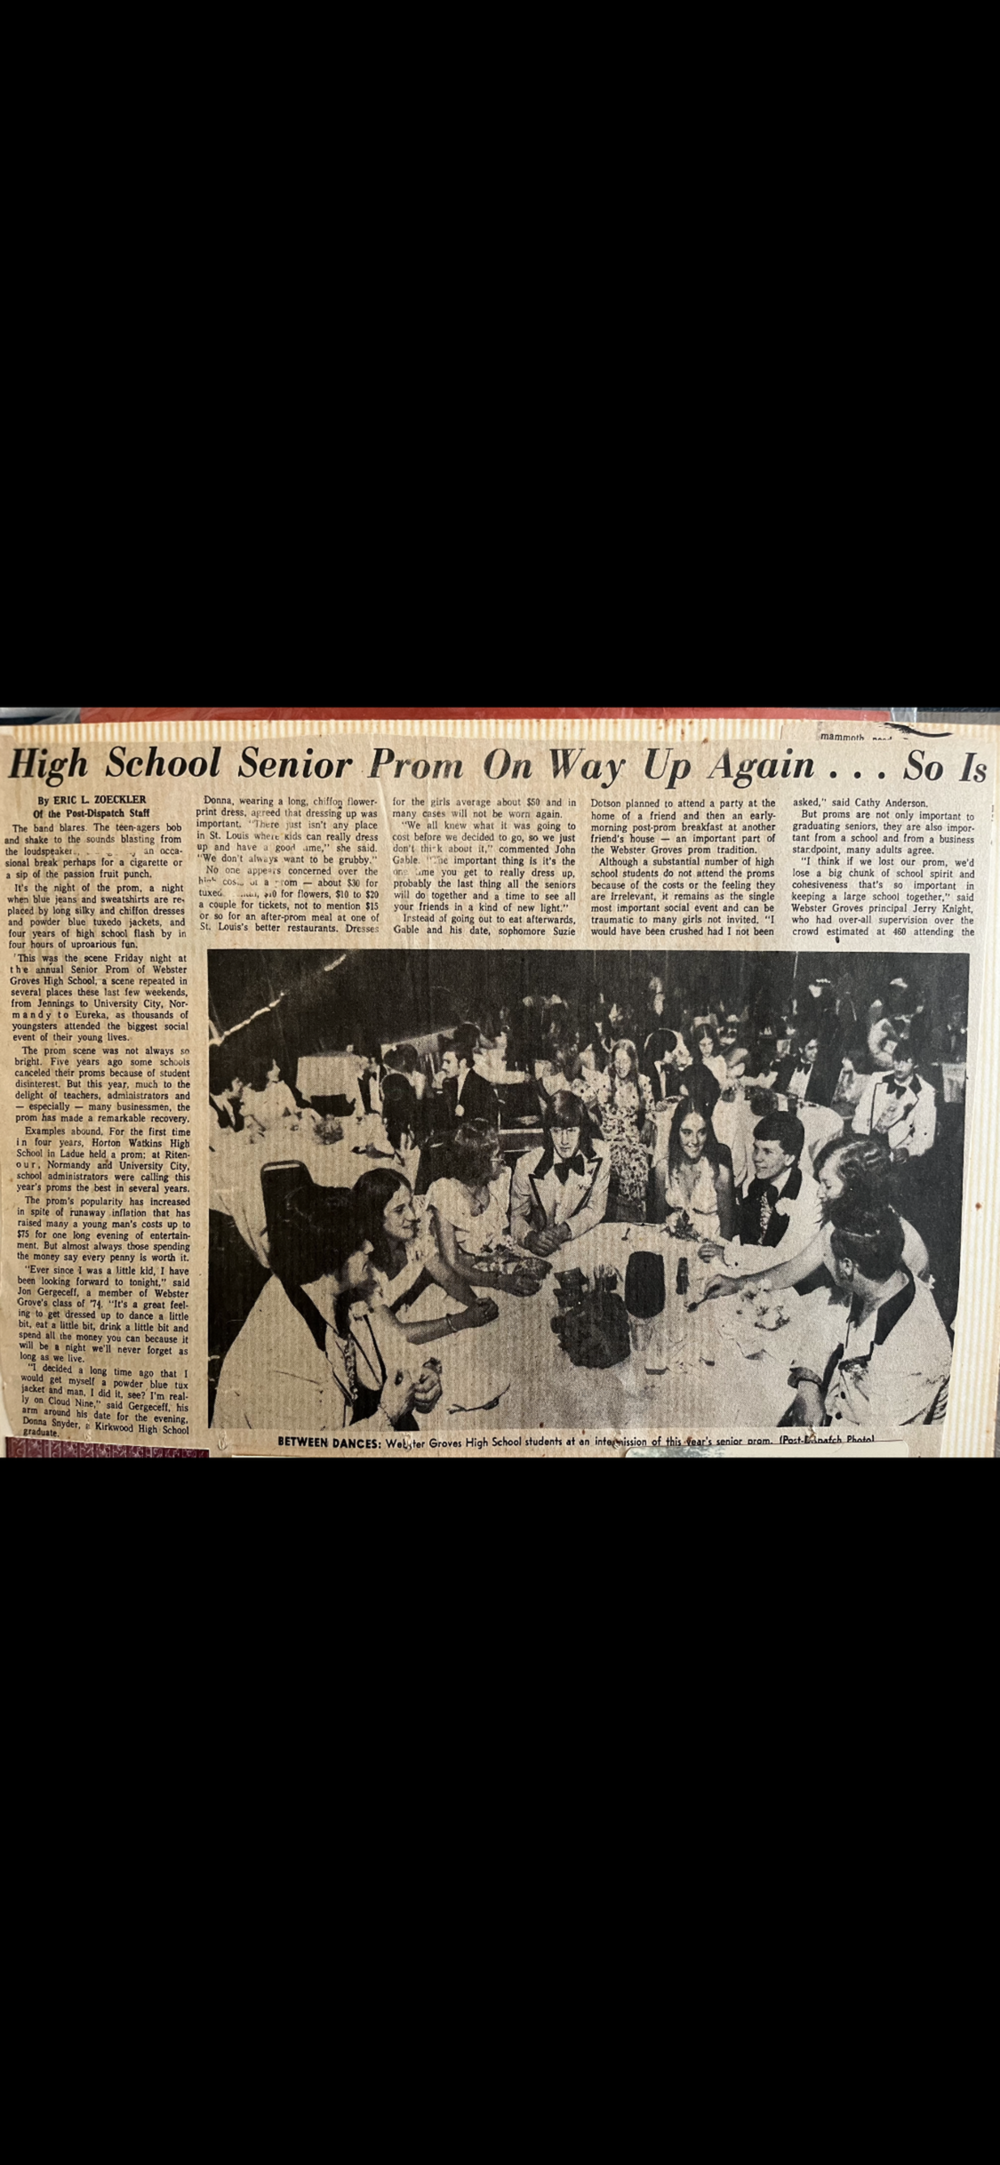 mammoth
High School Senior Prom On Way Up Again . . . So Is
By ERIC L. ZOECKLER
Of the Post-Dispatch Staff
The band blares. The teen-agers bob
and shake to the sounds blasting from
the loudspeaker an occa-
sional break perhaps for a cigarette or
a sip of the passion fruit punch.
It's the night of the prom, a night
when blue jeans and sweatshirts are re-
placed by long silky and chiffon dresses
and powder blue tuxedo jackets, and
four years of high school flash by in
four hours of uproarious fun.
This was the scene Friday night at
the annual Senior Prom of Webster
Groves High School, a scene repeated in
several places these last few weekends,
from Jennings to University City, Nor-
mandy to Eureka, as thousands of
youngsters attended the biggest social
event of their young lives.
The prom scene was not always so
bright. Five years ago some schools
canceled their proms because of student
disinterest. But this year, much to the
delight of teachers, administrators and
— especially — many businessmen, the
prom has made a remarkable recovery.
Examples abound. For the first time
in four years, Horton Watkins High
School in Ladue held a prom; at Riten-
our, Normandy and University City,
school administrators were calling this
year's proms the best in several years.
The prom's popularity has increased
in spite of runaway inflation that has
raised many a young man's costs up to
$75 for one long evening of entertain-
ment. But almost always those spending
the money say every penny is worth it.
"Ever since I was a little kid, I have
been looking forward to tonight," said
Jon Gergeceff, a member of Webster
Grove's class of '74. "It's a great feel-
ing to get dressed up to dance a little
bit, eat a little bit, drink a little bit and
spend all the money you can because it
will be a night we'll never forget as
long as we live.
"I decided a long time ago that I
would get myself a powder blue tux
jacket and man, I did it, see? I'm real-
ly on Cloud Nine," said Gergeceff, his
arm around his date for the evening,
Donna Snyder, a Kirkwood High School
graduate.
Donna, wearing a long, chiffon flower-
print dress, agreed that dressing up was
important. "There just isn't any place
in St. Louis where kids can really dress
up and have a good time," she said.
"We don't always want to be grubby."
No one appears concerned over the
of a prom — about $30 for
$10 for flowers, $10 to $20
a couple for tickets, not to mention $15
or so for an after-prom meal at one of
St. Louis's better restaurants. Dresses
for the girls average about $50 and in
many cases will not be worn again.
"We all knew what it was going to
cost before we decided to go, so we just
don't think about it," commented John
Gable. "The important thing is it's the
one time you get to really dress up,
probably the last thing all the seniors
will do together and a time to see all
your friends in a kind of new light."
Instead of going out to eat afterwards,
Gable and his date, sophomore Suzie
Dotson planned to attend a party at the
home of a friend and then an early-
morning post-prom breakfast at another
friend's house — an important part of
the Webster Groves prom tradition.
Although a substantial number of high
school students do not attend the proms
because of the costs or the feeling they
are irrelevant, it remains as the single
most important social event and can be
traumatic to many girls not invited. "I
would have been crushed had I not been
asked," said Cathy Anderson.
But proms are not only important to
graduating seniors, they are also impor-
tant from a school and from a business
standpoint, many adults agree.
"I think if we lost our prom, we'd
lose a big chunk of school spirit and
cohesiveness that's so important in
keeping a large school together," said
Webster Groves principal Jerry Knight,
who had over-all supervision over the
crowd estimated at 460 attending the
BETWEEN DANCES: Webster Groves High School students at an intermission of this year's senior prom. (Post-Dispatch Photo)